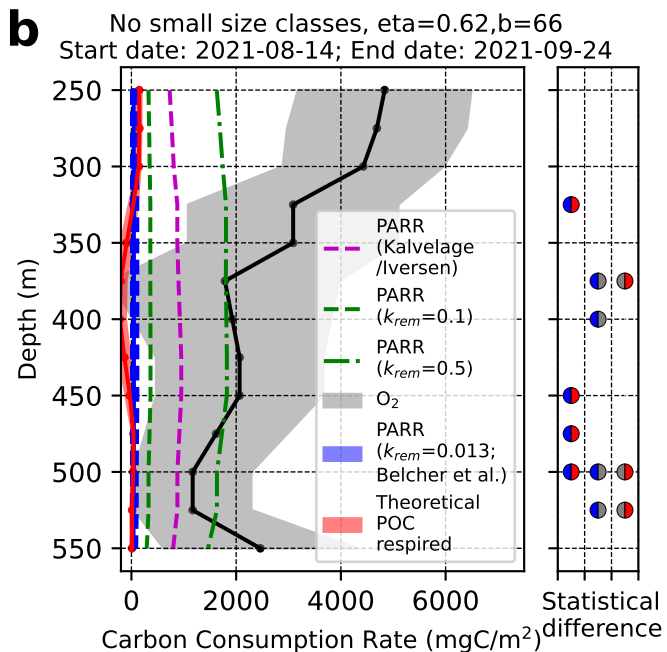 b
No small size classes, eta=0.62,b=66
Start date: 2021-08-14; End date: 2021-09-24
250
300
350
400
450
500
550
Depth (m)
PARR
(Kalvelage
/Iversen)
PARR
(k_rem=0.1)
PARR
(k_rem=0.5)
O₂
PARR
(k_rem=0.013;
Belcher et al.)
Theoretical
POC
respired
0 2000 4000 6000
Carbon Consumption Rate (mgC/m²)
Statistical
difference